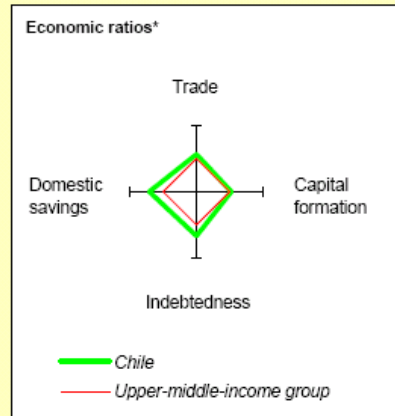 Economic ratios*
Trade
Domestic
savings
Capital
formation
Indebtedness
Chile
Upper-middle-income group